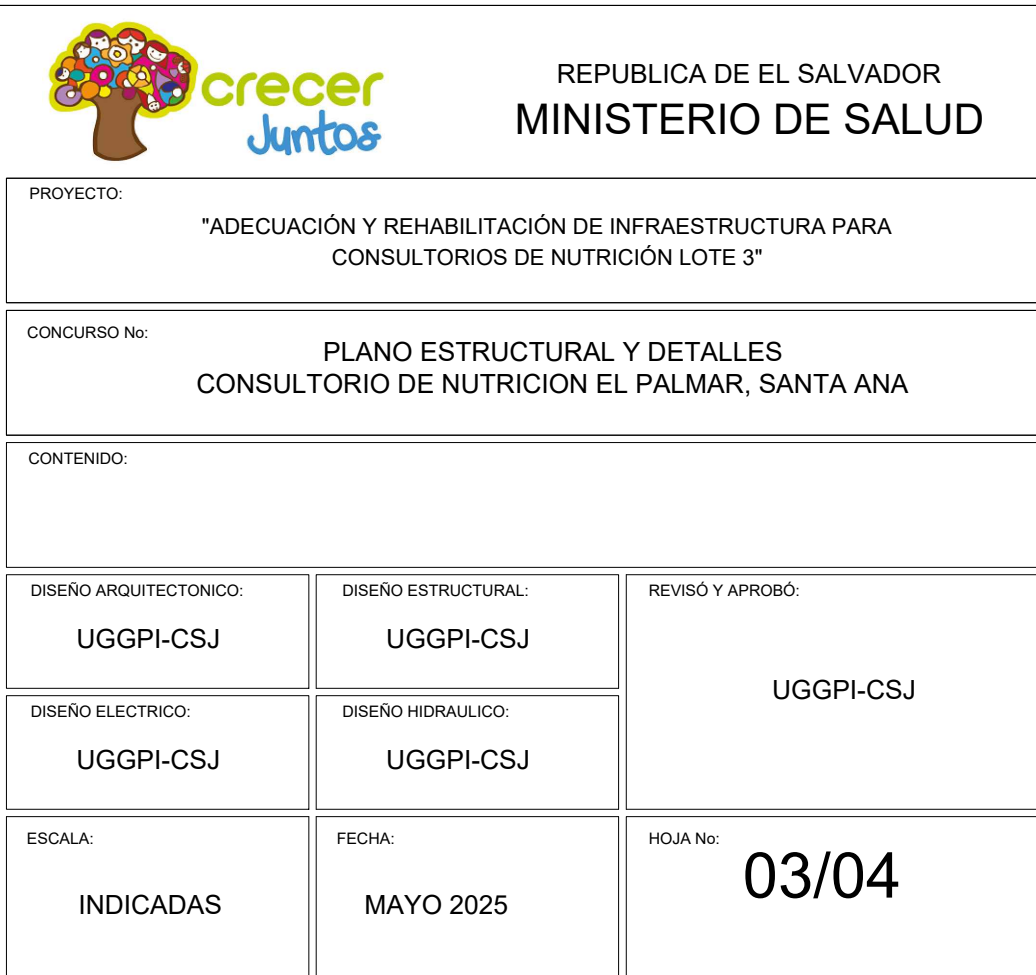 crecer
Juntos
REPUBLICA DE EL SALVADOR
MINISTERIO DE SALUD
PROYECTO:
"ADECUACIÓN Y REHABILITACIÓN DE INFRAESTRUCTURA PARA
CONSULTORIOS DE NUTRICIÓN LOTE 3"
CONCURSO No:
PLANO ESTRUCTURAL Y DETALLES
CONSULTORIO DE NUTRICION EL PALMAR, SANTA ANA
CONTENIDO:
DISEÑO ARQUITECTONICO:
UGGPI-CSJ
DISEÑO ESTRUCTURAL:
UGGPI-CSJ
REVISÓ Y APROBÓ:
UGGPI-CSJ
DISEÑO ELECTRICO:
UGGPI-CSJ
DISEÑO HIDRAULICO:
UGGPI-CSJ
ESCALA:
INDICADAS
FECHA:
MAYO 2025
HOJA No:
03/04